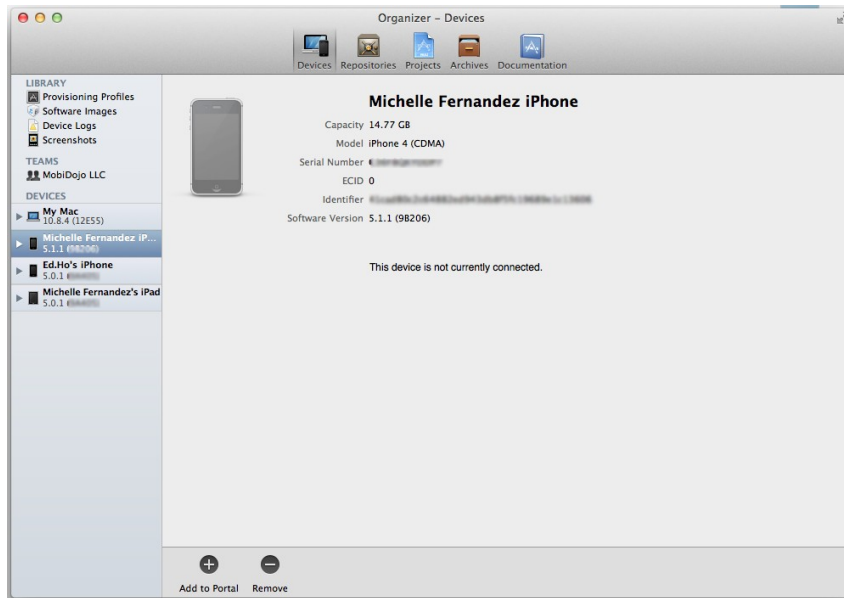 Organizer – Devices
Devices Repositories Projects Archives Documentation
LIBRARY
Provisioning Profiles
Software Images
Device Logs
Screenshots
TEAMS
MobiDojo LLC
DEVICES
My Mac
10.8.4 (12E55)
Michelle Fernandez iP...
5.1.1
Ed.Ho's iPhone
5.0.1
Michelle Fernandez's iPad
5.0.1
Michelle Fernandez iPhone
Capacity 14.77 GB
Model iPhone 4 (CDMA)
Serial Number
ECID 0
Identifier
Software Version 5.1.1 (9B206)
This device is not currently connected.
Add to Portal Remove